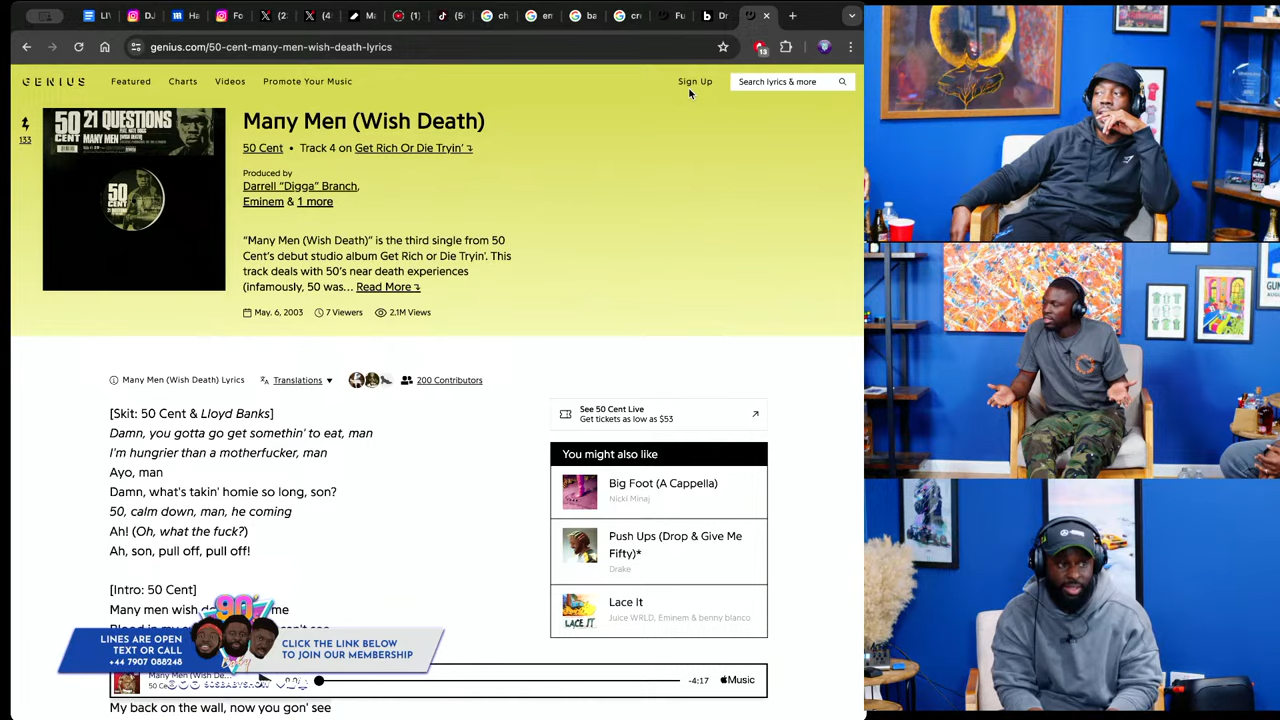 genius.com/50-cent-many-men-wish-death-lyrics
13
GENIUS
Featured
Charts
Videos
Promote Your Music
Sign Up
Search lyrics & more
133
50 CENT
21 QUESTIONS
MANY MEN
Many Men (Wish Death)
50 Cent • Track 4 on Get Rich Or Die Tryin'
Produced by
Darrell "Digga" Branch,
Eminem & 1 more
"Many Men (Wish Death)" is the third single from 50
Cent's debut studio album Get Rich or Die Tryin'. This
track deals with 50's near death experiences
(infamously, 50 was... Read More
May. 6, 2003
7 Viewers
2.1M Views
Many Men (Wish Death) Lyrics
Translations
200 Contributors
[Skit: 50 Cent & Lloyd Banks]
Damn, you gotta go get somethin' to eat, man
I'm hungrier than a motherfucker, man
Ayo, man
Damn, what's takin' homie so long, son?
50, calm down, man, he coming
Ah! (Oh, what the fuck?)
Ah, son, pull off, pull off!
[Intro: 50 Cent]
Many men wish de
me
My back on the wall, now you gon' see
See 50 Cent Live
Get tickets as low as $53
You might also like
Big Foot (A Cappella)
Nicki Minaj
Push Ups (Drop & Give Me
Fifty)*
Drake
Lace It
Juice WRLD, Eminem & benny blanco
LACE IT
LINES ARE OPEN
TEXT OR CALL
+44 7907 088248
90
CLICK THE LINK BELOW
TO JOIN OUR MEMBERSHIP
90SBABYSHOW
Many Men (Wish De...
-4:17
Music